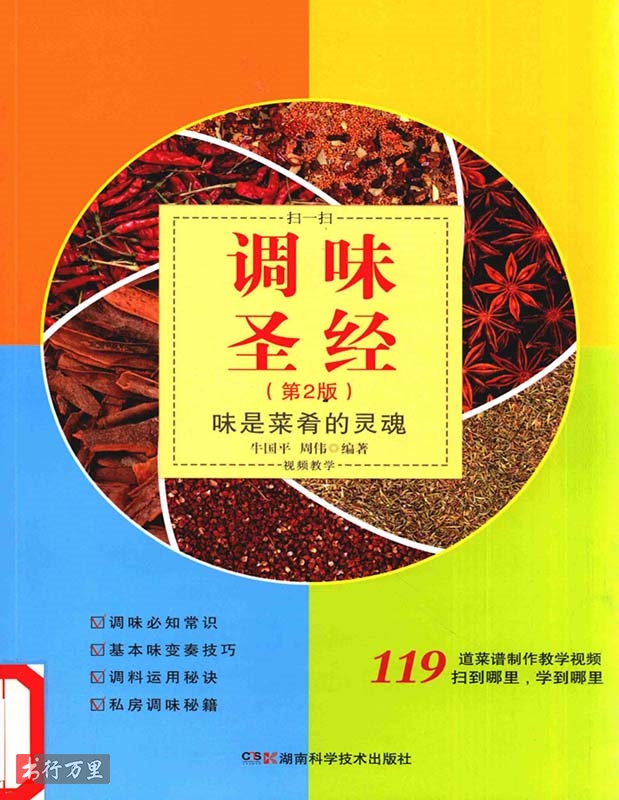 扫一扫
调味
圣经
（第2版）
味是菜肴的灵魂
牛国平 周伟◎编著
视频教学
调味必知常识
基本味变奏技巧
调料运用秘诀
私房调味秘籍
119 道菜谱制作教学视频
扫到哪里，学到哪里
CSK 湖南科学技术出版社
书行万里